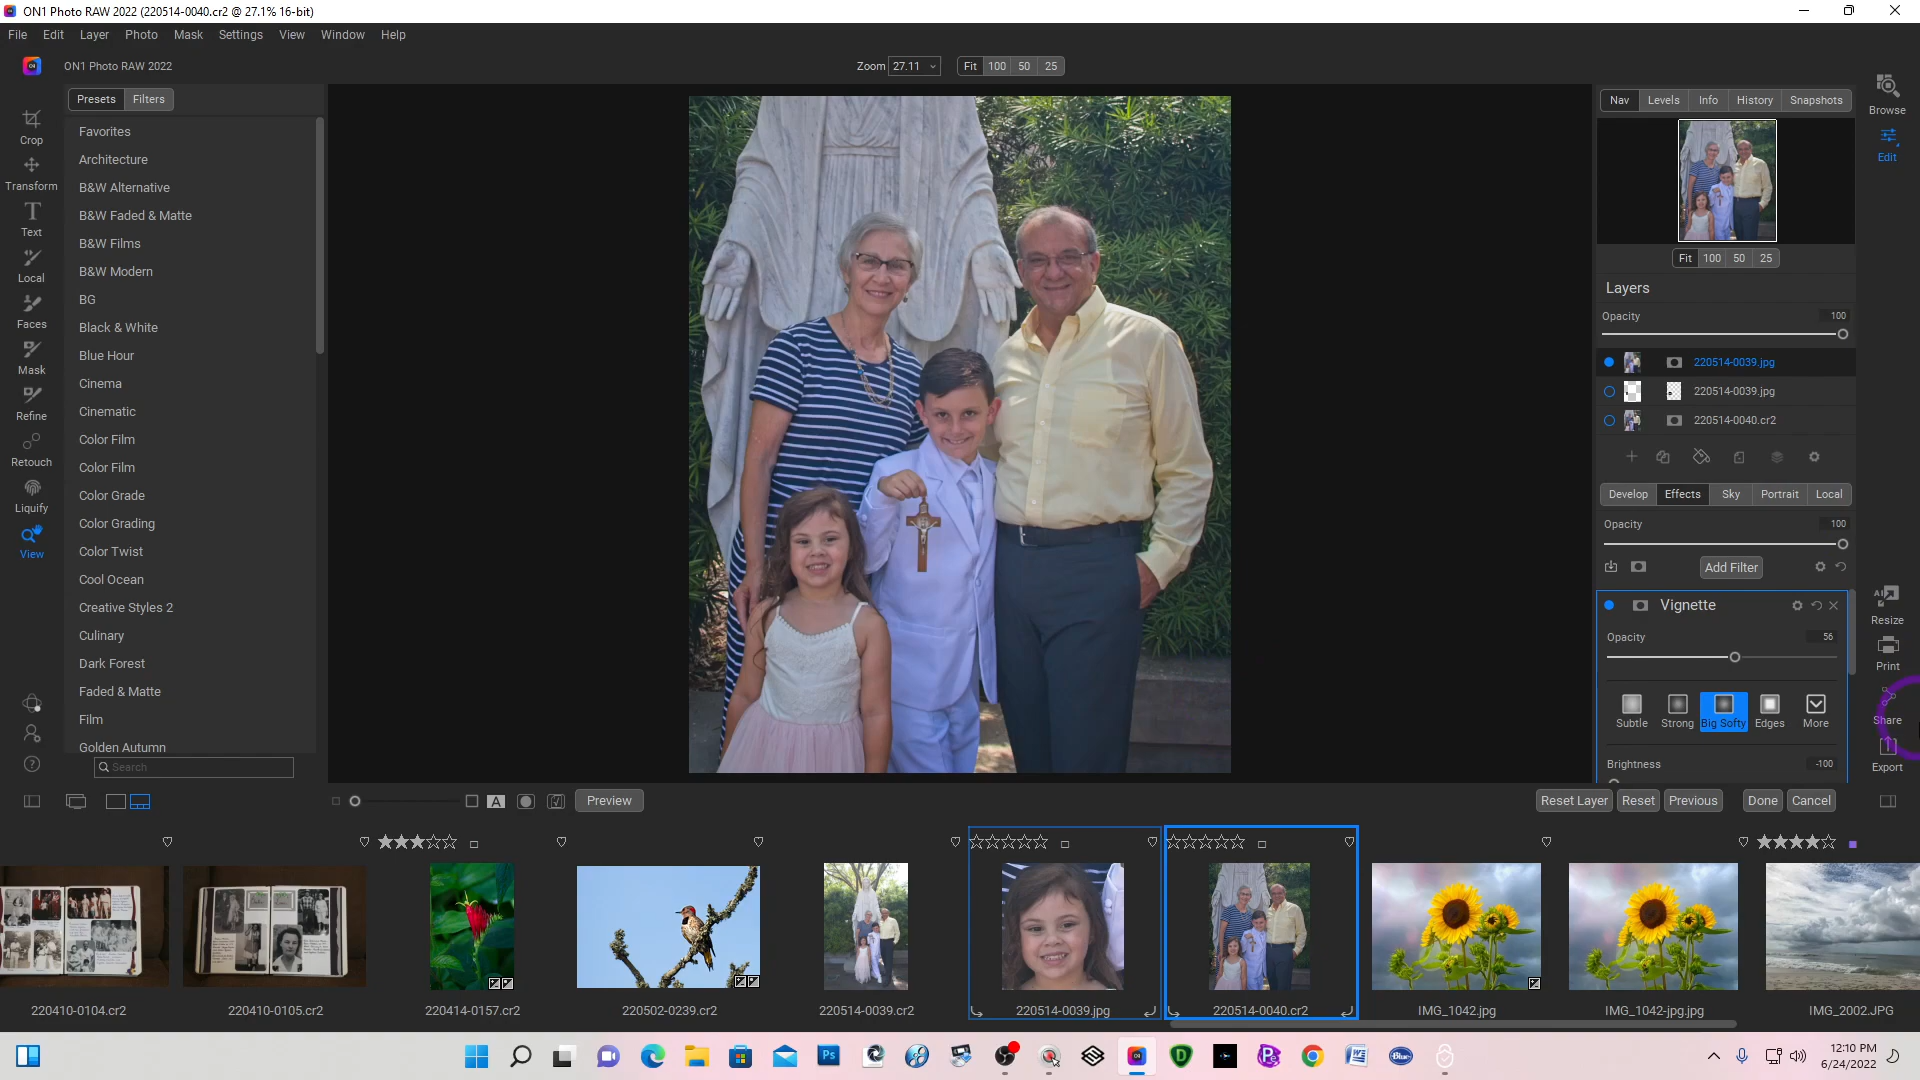 ON1 Photo RAW 2022 (220514-0040.cr2 @ 27.1% 16-bit)
File Edit Layer Photo Mask Settings View Window Help
ON1 Photo RAW 2022
Zoom 27.11 Fit 100 50 25
Presets Filters
Favorites
Architecture
B&W Alternative
B&W Faded & Matte
B&W Films
B&W Modern
BG
Black & White
Blue Hour
Cinema
Cinematic
Color Film
Color Film
Color Grade
Color Grading
Color Twist
Cool Ocean
Creative Styles 2
Culinary
Dark Forest
Faded & Matte
Film
Golden Autumn
Search
Crop
Transform
Text
Local
Faces
Mask
Refine
Retouch
Liquify
View
Nav Levels Info History Snapshots
Fit 100 50 25
Layers
Opacity 100
220514-0039.jpg
220514-0039.jpg
220514-0040.cr2
Develop Effects Sky Portrait Local
Opacity 100
Add Filter
Vignette
Opacity 56
Subtle Strong Big Softy Edges More
Brightness -100
Browse
Edit
AI
Resize
Print
Share
Export
A Preview
Reset Layer Reset Previous Done Cancel
220410-0104.cr2 220410-0105.cr2 220414-0157.cr2 220502-0239.cr2 220514-0039.cr2 220514-0039.jpg 220514-0040.cr2 IMG_1042.jpg IMG_1042-jpg.jpg IMG_2002.JPG
Ps
Blue
12:10 PM
6/24/2022